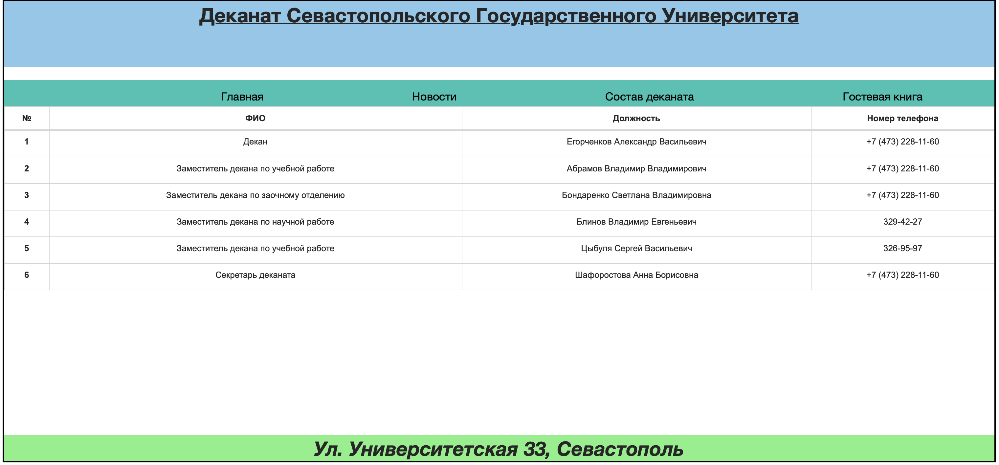 Деканат Севастопольского Государственного Университета
Главная Новости Состав деканата Гостевая книга
№ ФИО Должность Номер телефона
1 Декан Егорченков Александр Васильевич +7 (473) 228-11-60
2 Заместитель декана по учебной работе Абрамов Владимир Владимирович +7 (473) 228-11-60
3 Заместитель декана по заочному отделению Бондаренко Светлана Владимировна +7 (473) 228-11-60
4 Заместитель декана по научной работе Блинов Владимир Евгеньевич 329-42-27
5 Заместитель декана по учебной работе Цыбуля Сергей Васильевич 326-95-97
6 Секретарь деканата Шафоростова Анна Борисовна +7 (473) 228-11-60
Ул. Университетская 33, Севастополь